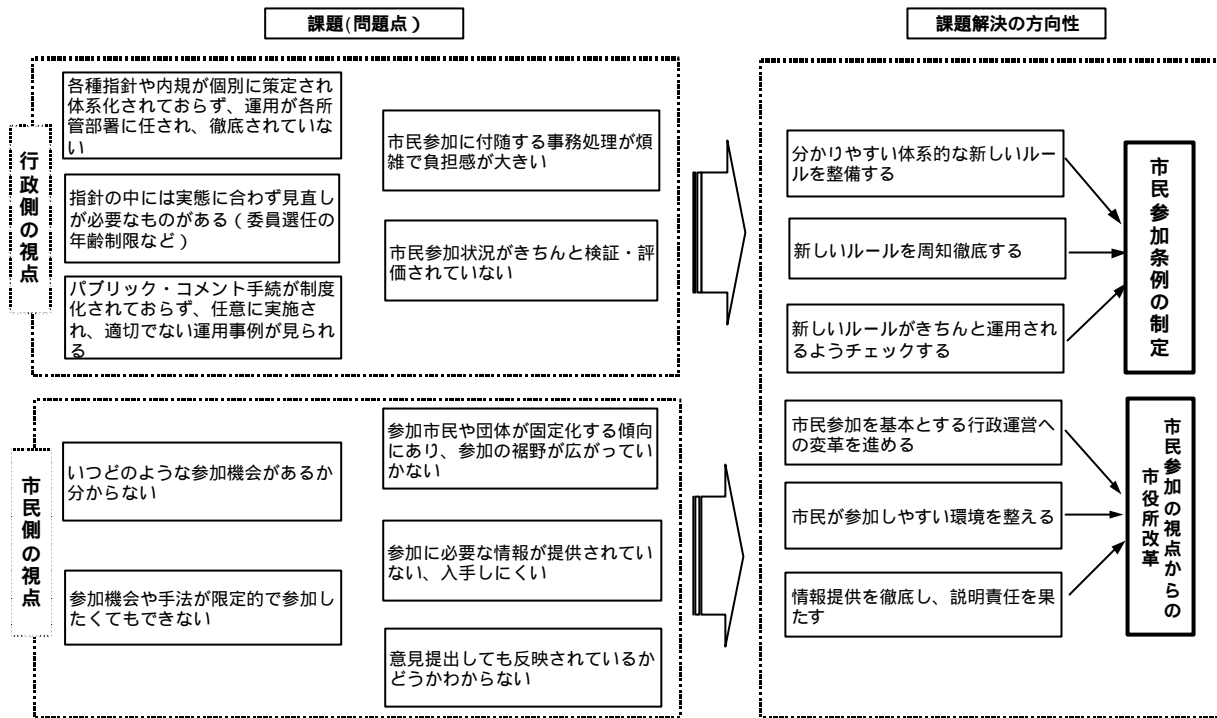 課題(問題点)
課題解決の方向性
行政側の視点
各種指針や内規が個別に策定され
体系化されておらず、運用が各所
管部署に任され、徹底されていな
い
指針の中には実態に合わず見直し
が必要なものがある(委員選任の
年齢制限など)
パブリック・コメント手続が制度
化されておらず、任意に実施さ
れ、適切でない運用事例が見られ
る
市民参加に付随する事務処理が煩
雑で負担感が大きい
市民参加状況がきちんと検証・評
価されていない
分かりやすい体系的な新しいルー
ルを整備する
新しいルールを周知徹底する
新しいルールがきちんと運用され
るようチェックする
市民参加条例の制定
市民側の視点
いつどのような参加機会があるか
分からない
参加機会や手法が限定的で参加し
たくてもできない
参加市民や団体が固定化する傾向
にあり、参加の裾野が広がってい
かない
参加に必要な情報が提供されてい
ない、入手しにくい
意見提出しても反映されているか
どうかわからない
市民参加を基本とする行政運営へ
の変革を進める
市民が参加しやすい環境を整える
情報提供を徹底し、説明責任を果
たす
市民参加の視点からの
市役所改革